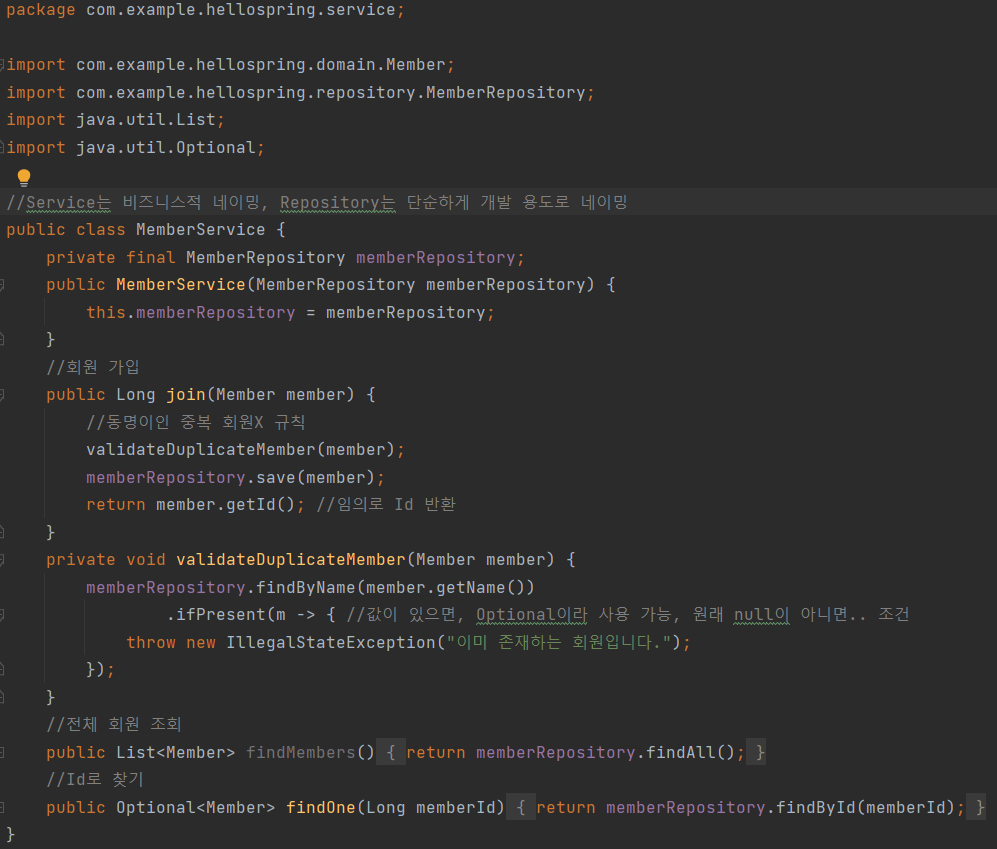 package com.example.hellospring.service;
import com.example.hellospring.domain.Member;
import com.example.hellospring.repository.MemberRepository;
import java.util.List;
import java.util.Optional;
//Service는 비즈니스적 네이밍, Repository는 단순하게 개발 용도로 네이밍
public class MemberService {
    private final MemberRepository memberRepository;
    public MemberService(MemberRepository memberRepository) {
        this.memberRepository = memberRepository;
    }
    //회원 가입
    public Long join(Member member) {
        //동명이인 중복 회원X 규칙
        validateDuplicateMember(member);
        memberRepository.save(member);
        return member.getId(); //임의로 Id 반환
    }
    private void validateDuplicateMember(Member member) {
        memberRepository.findByName(member.getName())
                .ifPresent(m -> { //값이 있으면, Optional이라 사용 가능, 원래 null이 아니면.. 조건
            throw new IllegalStateException("이미 존재하는 회원입니다.");
        });
    }
    //전체 회원 조회
    public List<Member> findMembers() { return memberRepository.findAll(); }
    //Id로 찾기
    public Optional<Member> findOne(Long memberId) { return memberRepository.findById(memberId); }
}